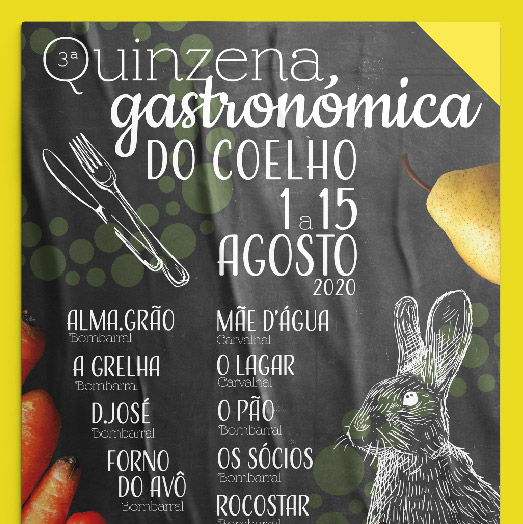 3ª Quinzena
gastronómica
DO COELHO
1 a 15
AGOSTO
2020
ALMA.GRÃO
Bombarral
A GRELHA
Bombarral
D.JOSÉ
Bombarral
FORNO
DO AVÔ
Bombarral
MÃE D'ÁGUA
Carvalhal
O LAGAR
Carvalhal
O PÃO
Bombarral
OS SÓCIOS
Bombarral
ROCOSTAR
Bombarral